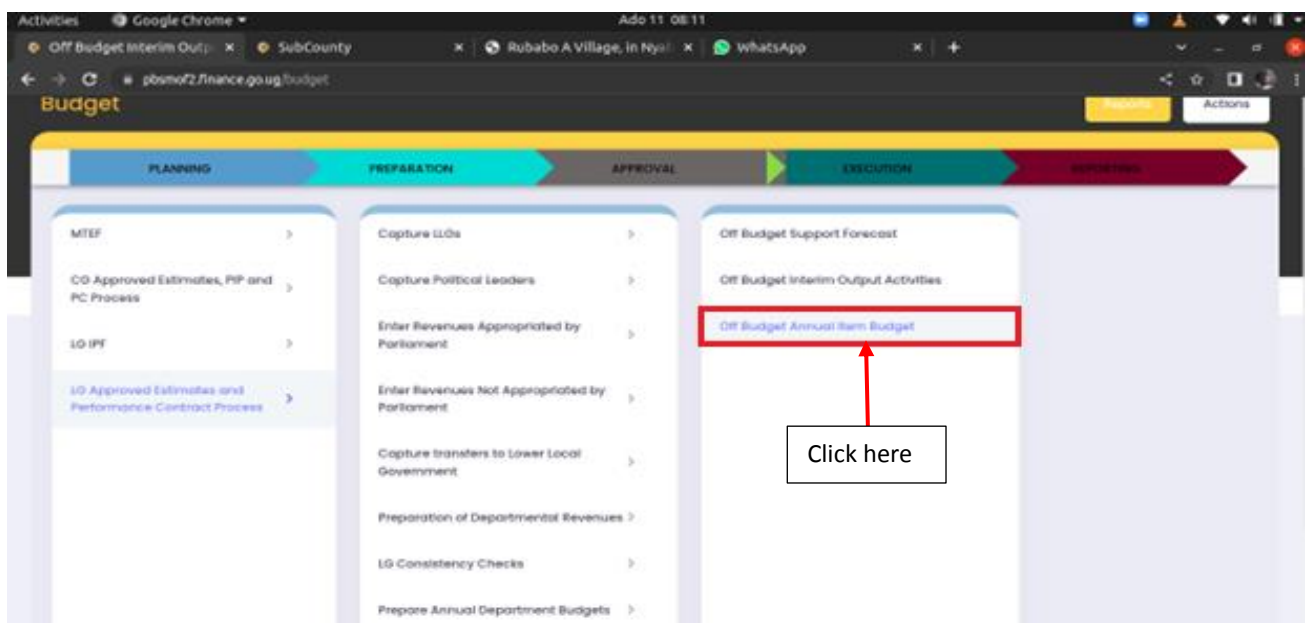 Activities Google Chrome Ado 11 08:11
Off Budget Interim Outp SubCounty Rubabo A Village, in Nyal WhatsApp
pbsmof2.finance.go.ug/budget
Budget
Reports
Actions
PLANNING PREPARATION APPROVAL EXECUTION REPORTING
MTEF
CG Approved Estimates, PIP and
PC Process
LG IPF
LG Approved Estimates and
Performance Contract Process
Capture LLGs
Capture Political Leaders
Enter Revenues Appropriated by
Parliament
Enter Revenues Not Appropriated by
Parliament
Capture transfers to Lower Local
Government
Preparation of Departmental Revenues
LG Consistency Checks
Prepare Annual Department Budgets
Off Budget Support Forecast
Off Budget Interim Output Activities
Off Budget Annual Item Budget
Click here